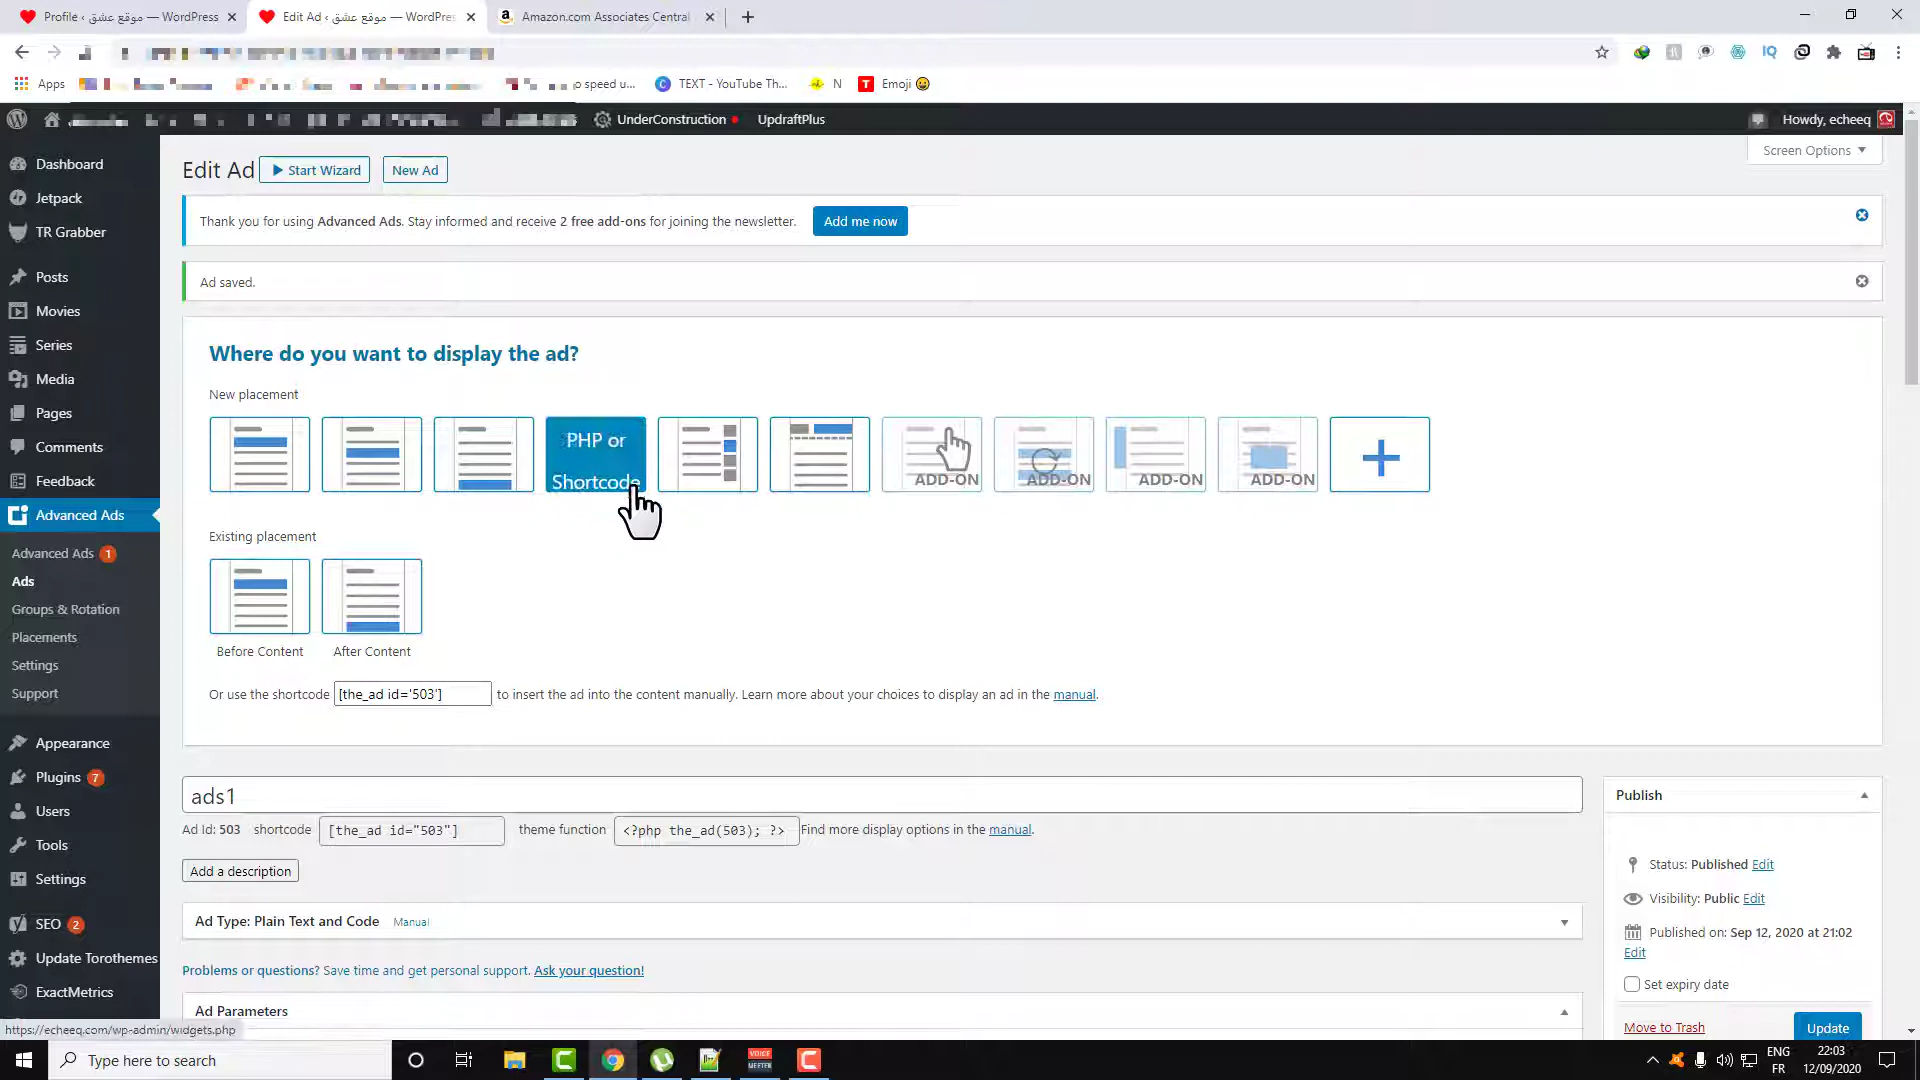 Profile ‹ موقع عشق — WordPress
Edit Ad ‹ موقع عشق — WordPres
Amazon.com Associates Central
Apps
o speed u...
TEXT - YouTube Th...
N
Emoji 😀
UnderConstruction
UpdraftPlus
Howdy, echeeq
Screen Options
Dashboard
Jetpack
TR Grabber
Posts
Movies
Series
Media
Pages
Comments
Feedback
Advanced Ads
Advanced Ads 1
Ads
Groups & Rotation
Placements
Settings
Support
Appearance
Plugins 7
Users
Tools
Settings
SEO 2
Update Torothemes
ExactMetrics
https://echeeq.com/wp-admin/widgets.php
Edit Ad
Start Wizard
New Ad
Thank you for using Advanced Ads. Stay informed and receive 2 free add-ons for joining the newsletter.
Add me now
Ad saved.
Where do you want to display the ad?
New placement
PHP or
Shortcode
ADD-ON
ADD-ON
ADD-ON
ADD-ON
Existing placement
Before Content
After Content
Or use the shortcode [the_ad id='503'] to insert the ad into the content manually. Learn more about your choices to display an ad in the manual.
ads1
Ad Id: 503 shortcode [the_ad id="503"] theme function <?php the_ad(503); ?> Find more display options in the manual.
Add a description
Ad Type: Plain Text and Code Manual
Problems or questions? Save time and get personal support. Ask your question!
Ad Parameters
Publish
Status: Published Edit
Visibility: Public Edit
Published on: Sep 12, 2020 at 21:02
Edit
Set expiry date
Move to Trash
Update
Type here to search
VOICE
MEETER
ENG
FR
22:03
12/09/2020